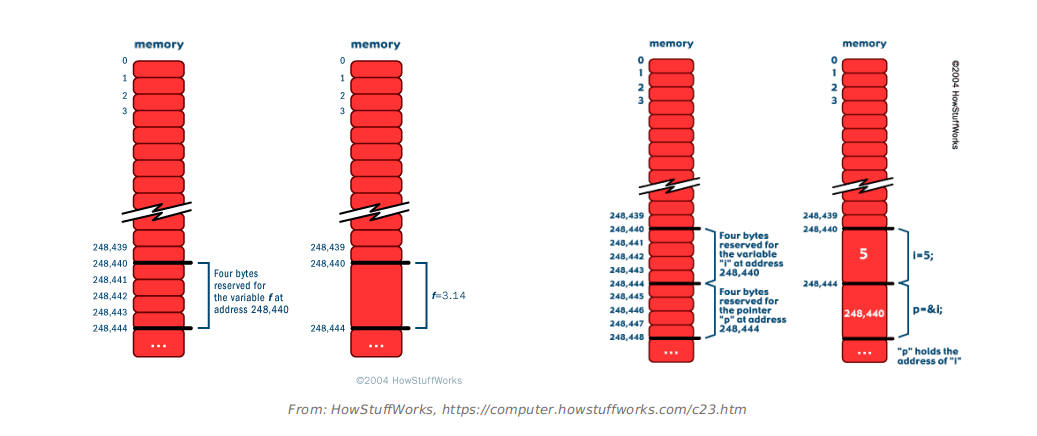 memory
0
1
2
3
248,439
248,440
248,441
248,442
248,443
248,444
...
Four bytes
reserved for
the variable f at
address 248,440
memory
0
1
2
3
248,439
248,440
248,444
...
f=3.14
©2004 HowStuffWorks
memory
0
1
2
3
248,439
248,440
248,441
248,442
248,443
248,444
248,445
248,446
248,447
248,448
...
Four bytes
reserved for
the variable
"i" at address
248,440
Four bytes
reserved for
the pointer
"p" at address
248,444
memory
0
1
2
3
248,439
248,440
248,444
5
248,440
...
i=5;
p=&i;
"p" holds the
address of "i"
©2004 HowStuffWorks
From: HowStuffWorks, https://computer.howstuffworks.com/c23.htm